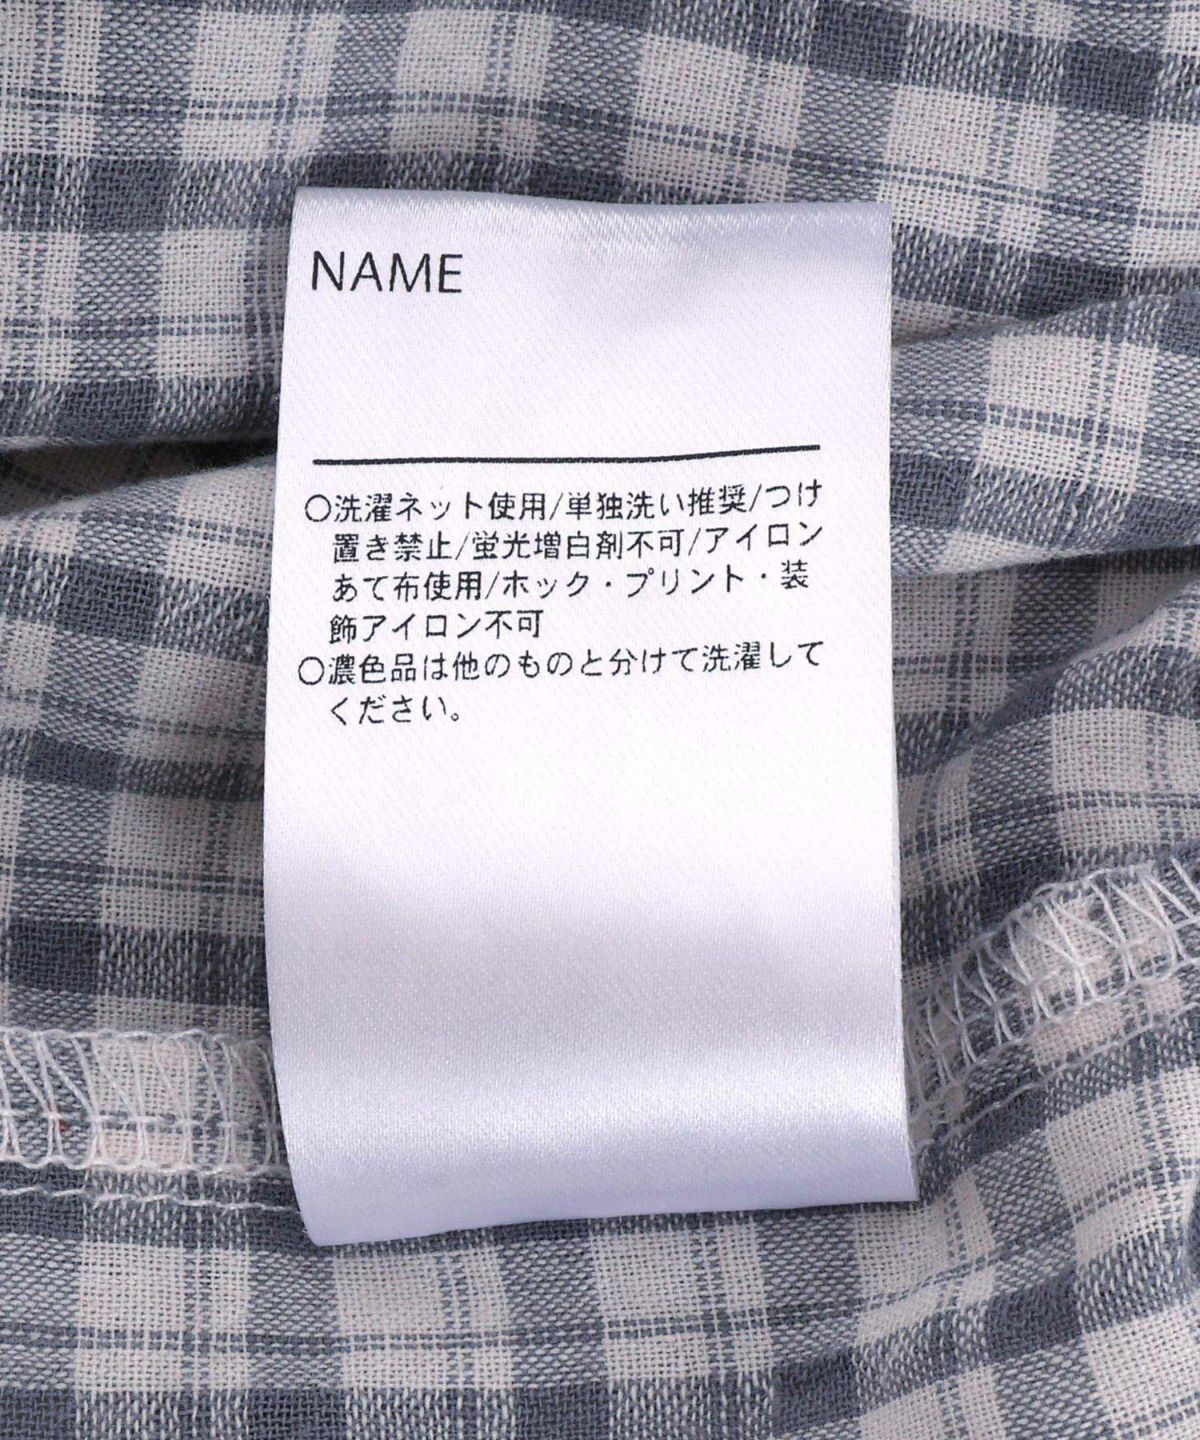 NAME
○洗濯ネット使用/単独洗い推奨/つけ
置き禁止/蛍光増白剤不可/アイロン
あて布使用/ホック・プリント・装
飾アイロン不可
○濃色品は他のものと分けて洗濯して
ください。